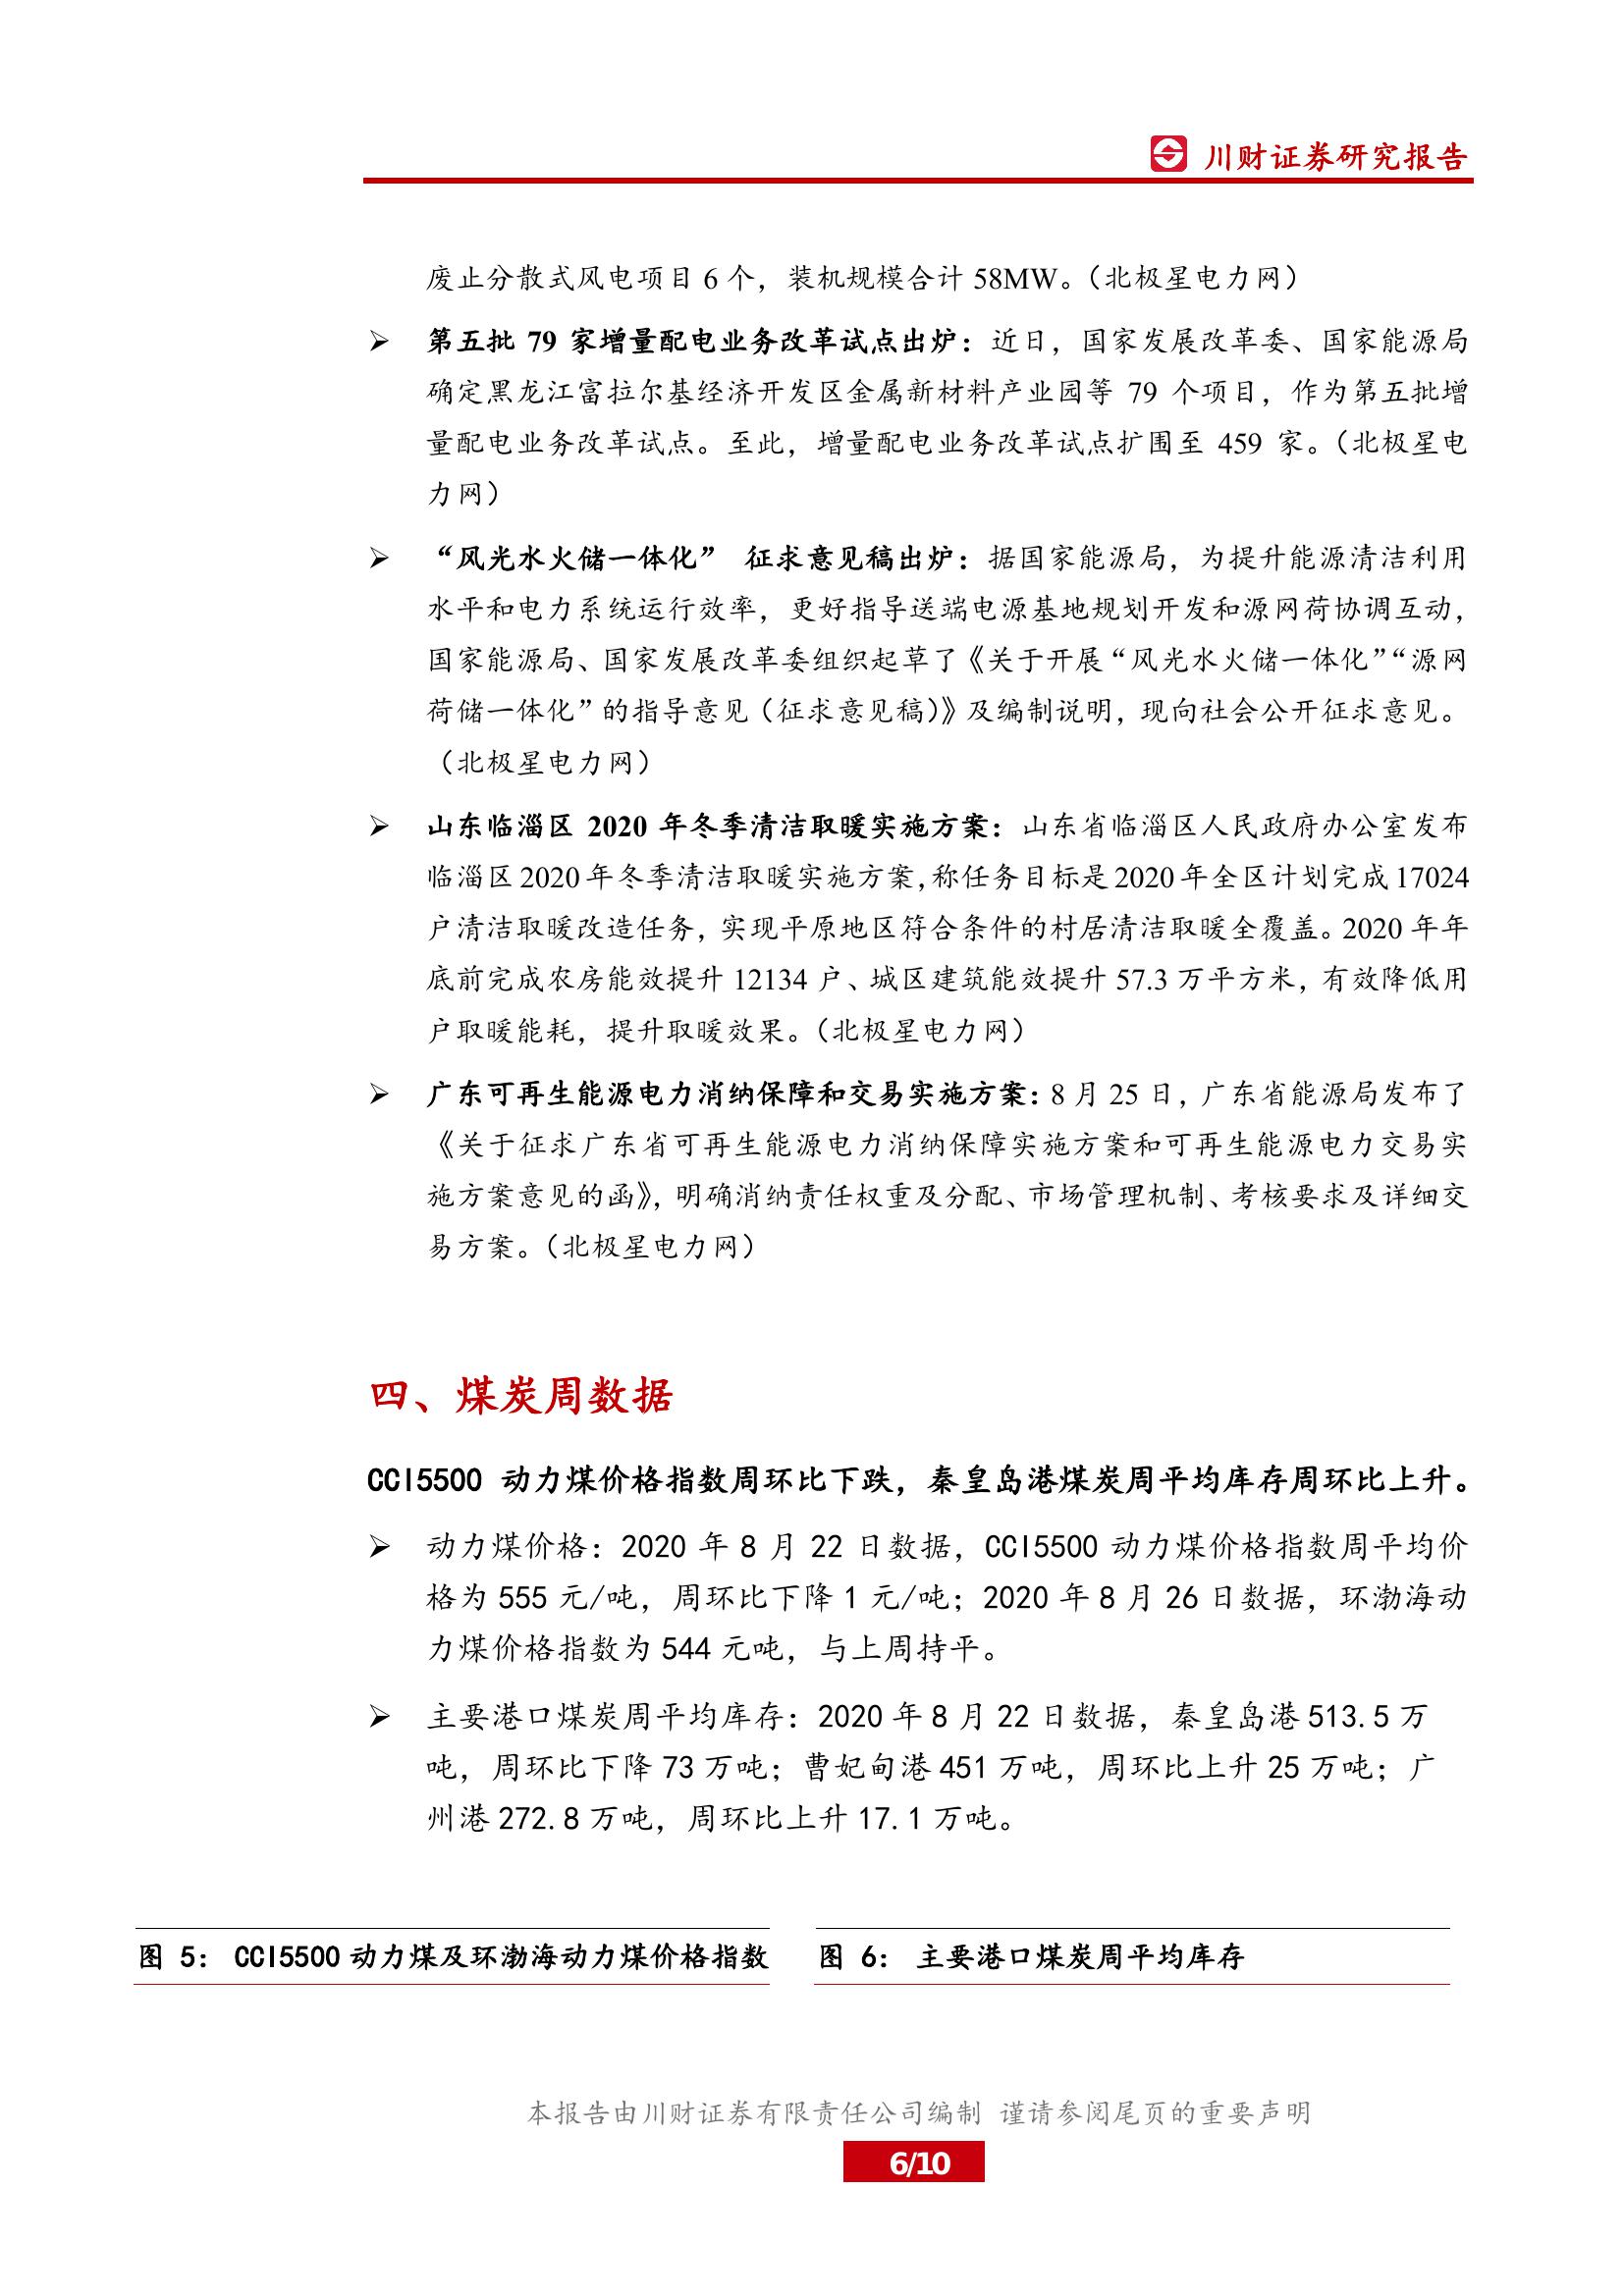 川财证券研究报告
废止分散式风电项目 6 个，装机规模合计 58MW。（北极星电力网）
➢ 第五批 79 家增量配电业务改革试点出炉：近日，国家发展改革委、国家能源局
确定黑龙江富拉尔基经济开发区金属新材料产业园等 79 个项目，作为第五批增
量配电业务改革试点。至此，增量配电业务改革试点扩围至 459 家。（北极星电
力网）
➢ “风光水火储一体化” 征求意见稿出炉：据国家能源局，为提升能源清洁利用
水平和电力系统运行效率，更好指导送端电源基地规划开发和源网荷协调互动，
国家能源局、国家发展改革委组织起草了《关于开展“风光水火储一体化”“源网
荷储一体化”的指导意见（征求意见稿）》及编制说明，现向社会公开征求意见。
（北极星电力网）
➢ 山东临淄区 2020 年冬季清洁取暖实施方案：山东省临淄区人民政府办公室发布
临淄区 2020 年冬季清洁取暖实施方案，称任务目标是 2020 年全区计划完成 17024
户清洁取暖改造任务，实现平原地区符合条件的村居清洁取暖全覆盖。2020 年年
底前完成农房能效提升 12134 户、城区建筑能效提升 57.3 万平方米，有效降低用
户取暖能耗，提升取暖效果。（北极星电力网）
➢ 广东可再生能源电力消纳保障和交易实施方案：8 月 25 日，广东省能源局发布了
《关于征求广东省可再生能源电力消纳保障实施方案和可再生能源电力交易实
施方案意见的函》，明确消纳责任权重及分配、市场管理机制、考核要求及详细交
易方案。（北极星电力网）
四、煤炭周数据
CCI5500 动力煤价格指数周环比下跌，秦皇岛港煤炭周平均库存周环比上升。
➢ 动力煤价格：2020 年 8 月 22 日数据，CCI5500 动力煤价格指数周平均价
格为 555 元/吨，周环比下降 1 元/吨；2020 年 8 月 26 日数据，环渤海动
力煤价格指数为 544 元吨，与上周持平。
➢ 主要港口煤炭周平均库存：2020 年 8 月 22 日数据，秦皇岛港 513.5 万
吨，周环比下降 73 万吨；曹妃甸港 451 万吨，周环比上升 25 万吨；广
州港 272.8 万吨，周环比上升 17.1 万吨。
图 5： CCI5500 动力煤及环渤海动力煤价格指数
图 6： 主要港口煤炭周平均库存
本报告由川财证券有限责任公司编制 谨请参阅尾页的重要声明
6/10